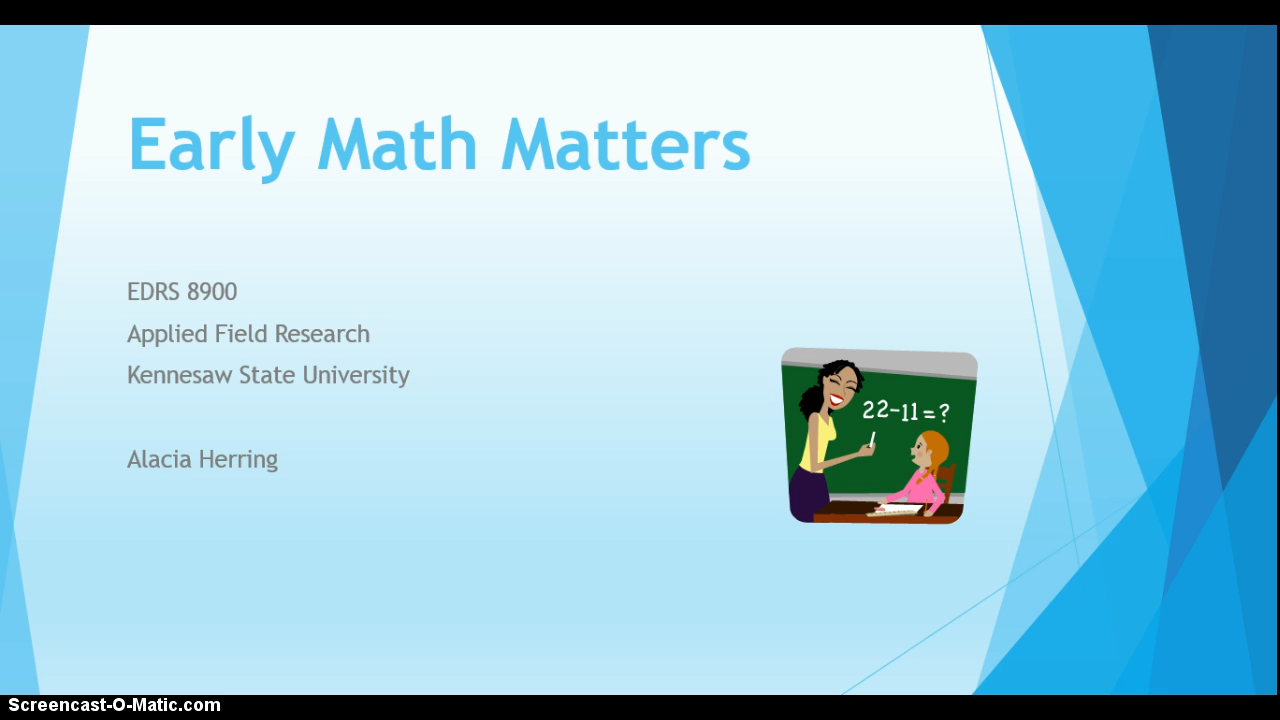 Early Math Matters
EDRS 8900
Applied Field Research
Kennesaw State University
Alacia Herring
22-11=?
Screencast-O-Matic.com